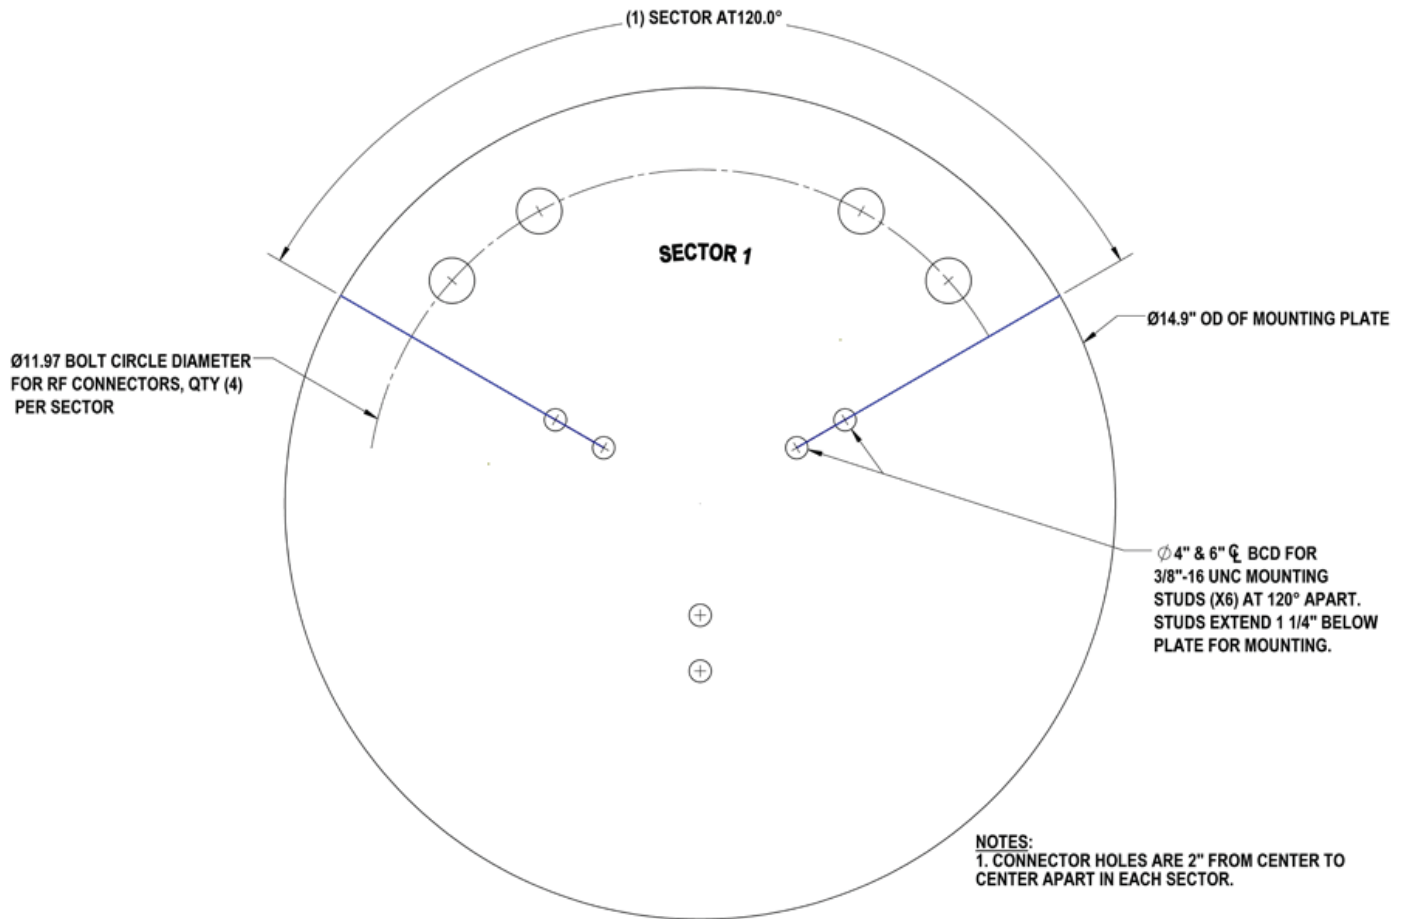 (1) SECTOR AT120.0°
SECTOR 1
Ø14.9" OD OF MOUNTING PLATE
Ø11.97 BOLT CIRCLE DIAMETER
FOR RF CONNECTORS, QTY (4)
PER SECTOR
∅4" & 6" ℄ BCD FOR
3/8"-16 UNC MOUNTING
STUDS (X6) AT 120° APART.
STUDS EXTEND 1 1/4" BELOW
PLATE FOR MOUNTING.
NOTES:
1. CONNECTOR HOLES ARE 2" FROM CENTER TO
CENTER APART IN EACH SECTOR.